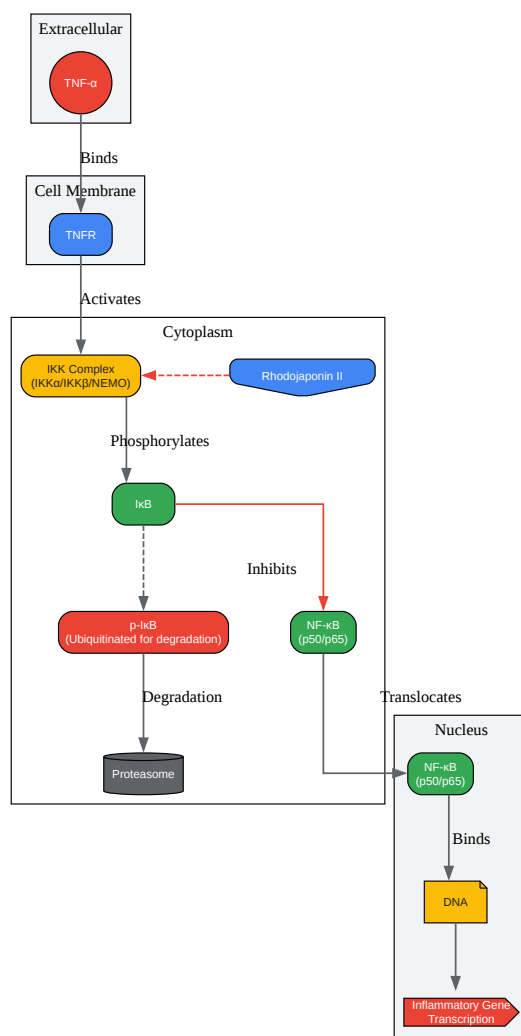 Extracellular
TNF-α
Binds
Cell Membrane
TNFR
Activates
Cytoplasm
IKK Complex
(IKKα/IKKβ/NEMO)
Rhodojaponin II
Phosphorylates
IκB
Inhibits
p-IκB
(Ubiquitinated for degradation)
NF-κB
(p50/p65)
Degradation
Translocates
Nucleus
Proteasome
NF-κB
(p50/p65)
Binds
DNA
Inflammatory Gene
Transcription